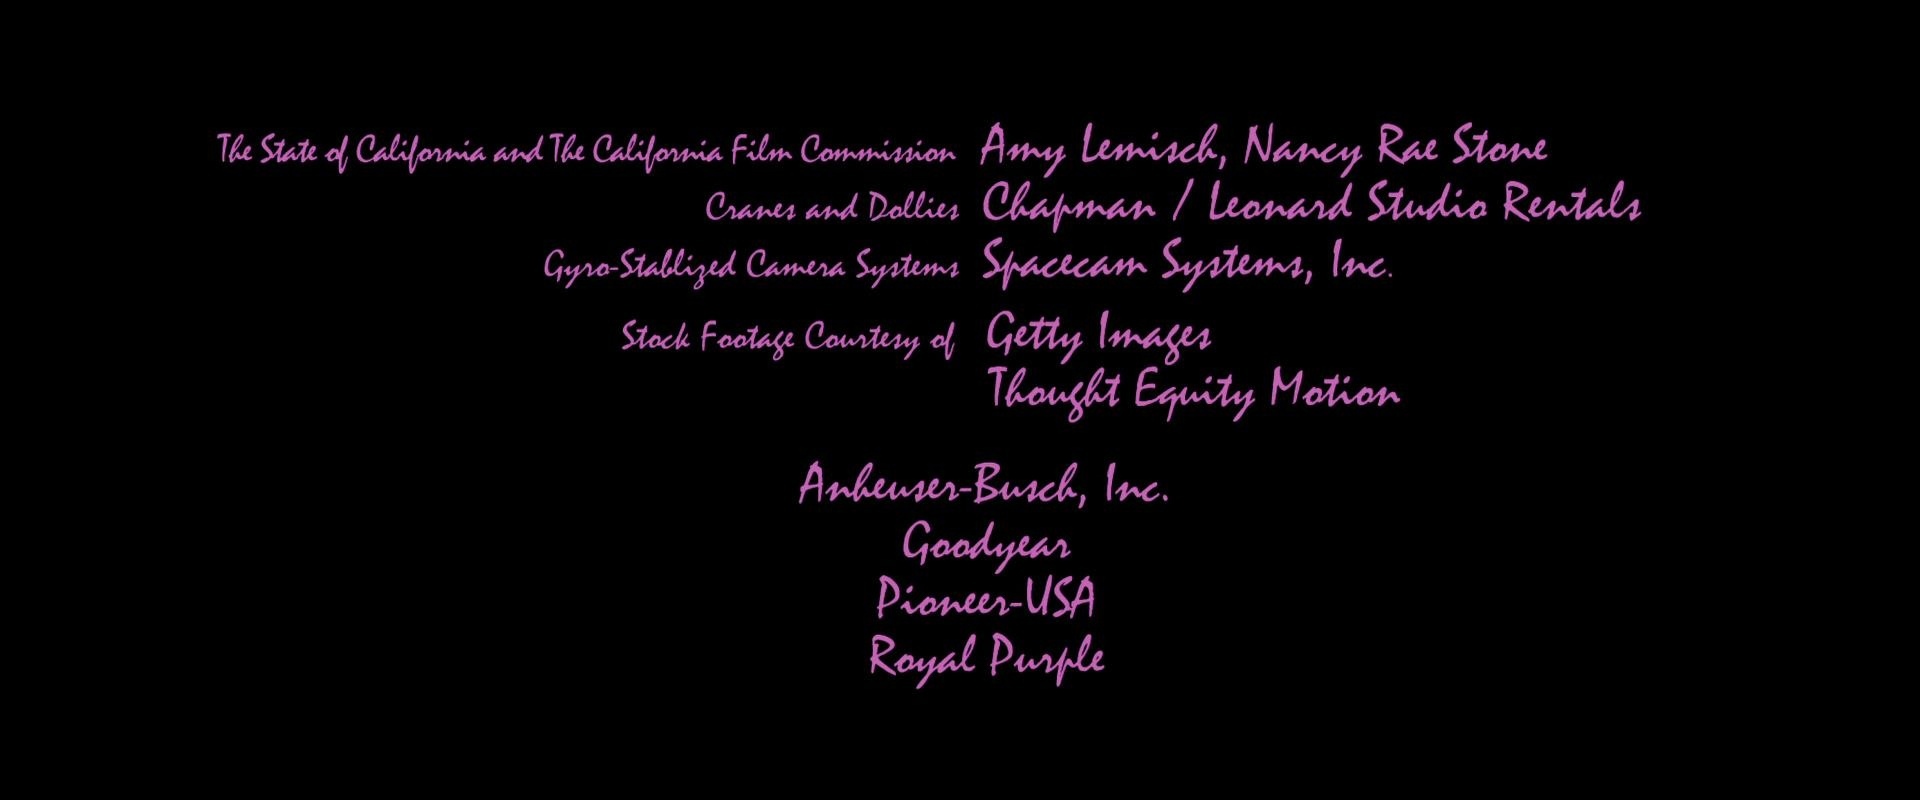 The State of California and The California Film Commission Amy Lemisch, Nancy Rae Stone
Cranes and Dollies Chapman / Leonard Studio Rentals
Gyro-Stablized Camera Systems Spacecam Systems, Inc.
Stock Footage Courtesy of Getty Images
Thought Equity Motion
Anheuser-Busch, Inc.
Goodyear
Pioneer-USA
Royal Purple